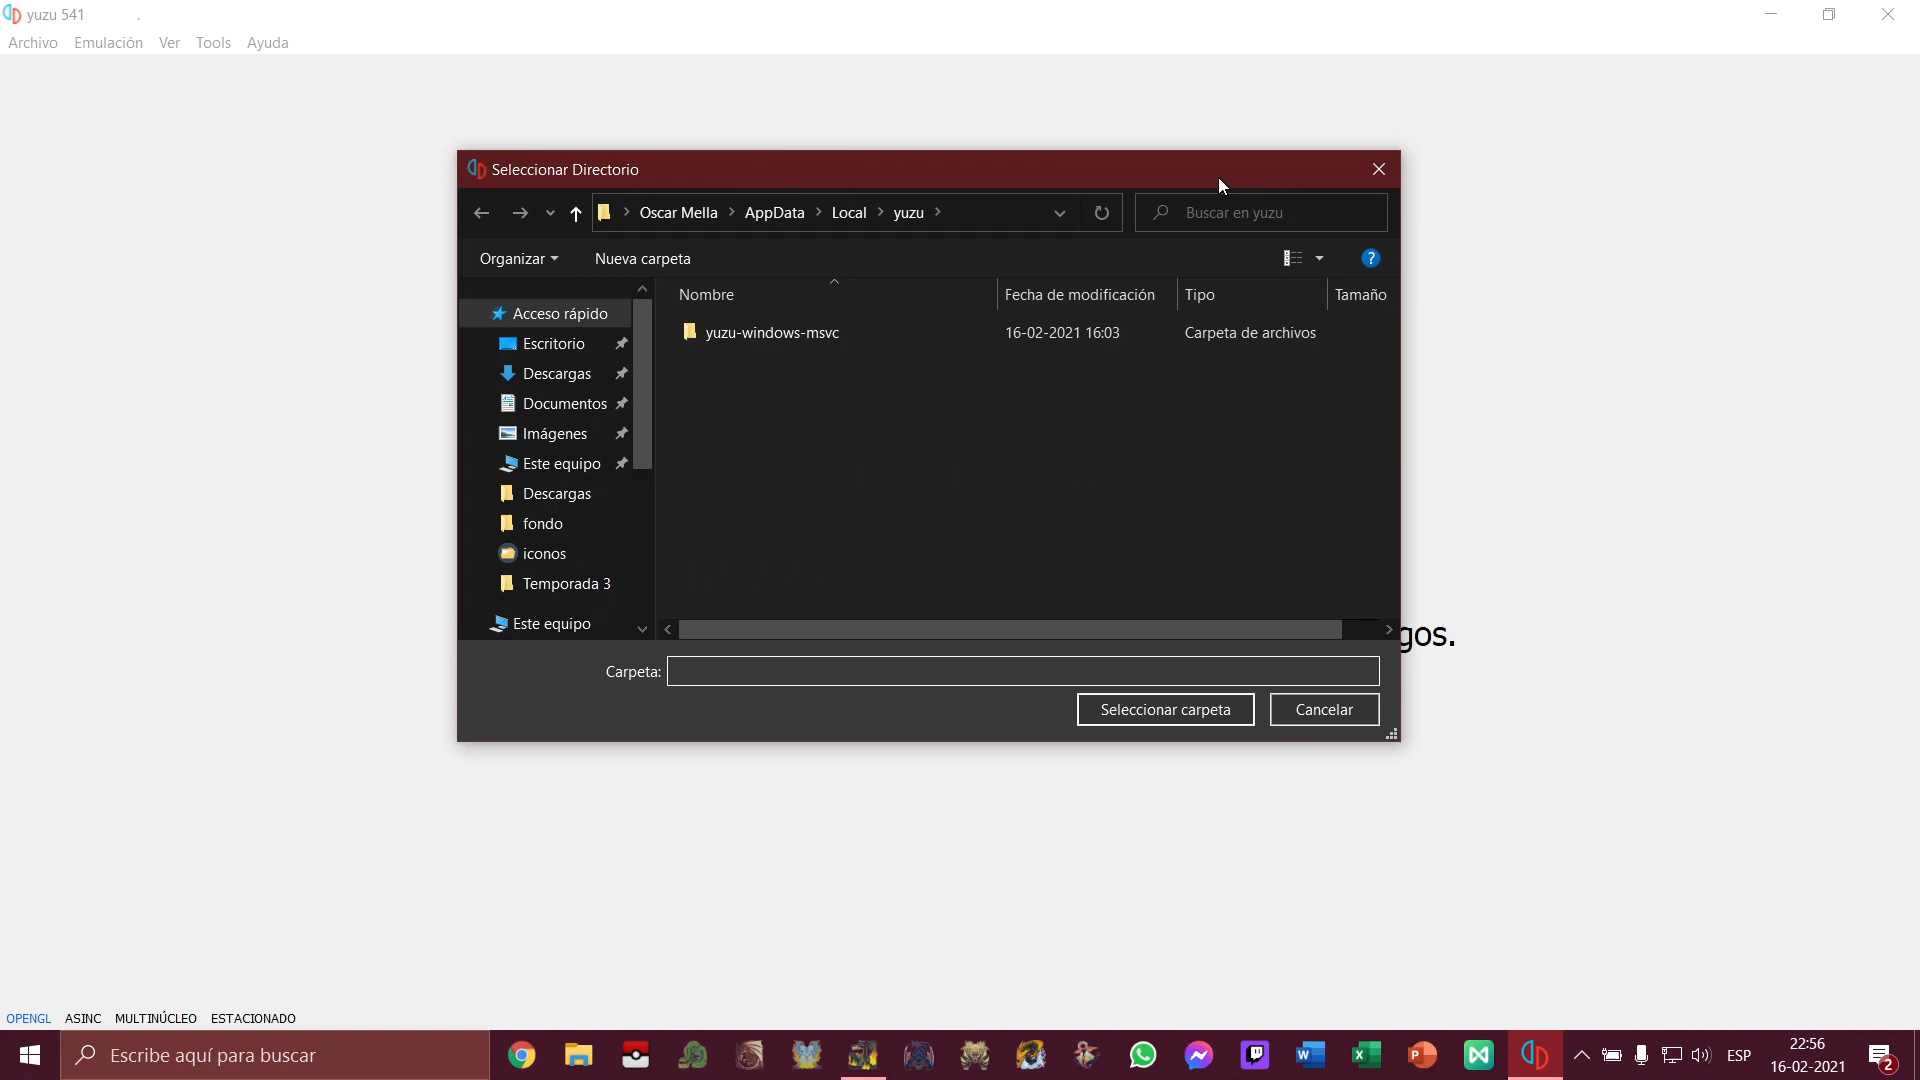 yuzu 541
Archivo Emulación Ver Tools Ayuda
Seleccionar Directorio
Oscar Mella AppData Local yuzu
Buscar en yuzu
Organizar Nueva carpeta
Nombre Fecha de modificación Tipo Tamaño
yuzu-windows-msvc 16-02-2021 16:03 Carpeta de archivos
Acceso rápido
Escritorio
Descargas
Documentos
Imágenes
Este equipo
Descargas
fondo
iconos
Temporada 3
Este equipo
gos.
Carpeta:
Seleccionar carpeta Cancelar
OPENGL ASINC MULTINÚCLEO ESTACIONADO
Escribe aquí para buscar
ESP
22:56
16-02-2021
2